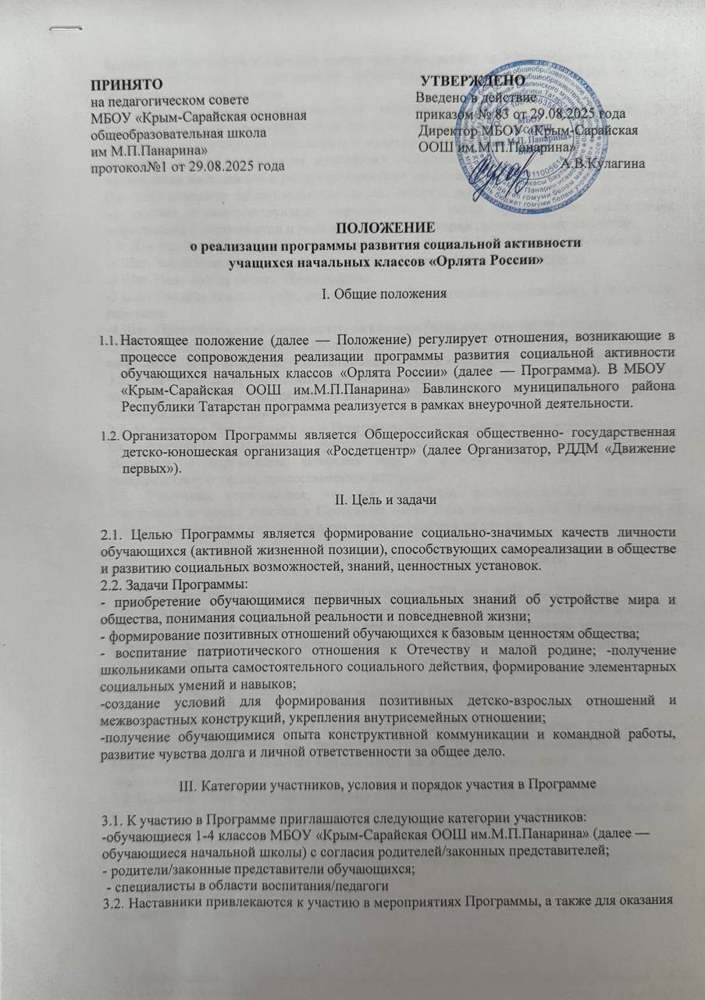 ПРИНЯТО
на педагогическом совете
МБОУ «Крым-Сарайская основная
общеобразовательная школа
им М.П.Панарина»
протокол№1 от 29.08.2025 года
УТВЕРЖДЕНО
Введено в действие
приказом № 83 от 29.08.2025 года
Директор МБОУ «Крым-Сарайская
ООШ им.М.П.Панарина»
А.В.Кулагина
ПОЛОЖЕНИЕ
о реализации программы развития социальной активности
учащихся начальных классов «Орлята России»
I. Общие положения
1.1. Настоящее положение (далее — Положение) регулирует отношения, возникающие в
процессе сопровождения реализации программы развития социальной активности
обучающихся начальных классов «Орлята России» (далее — Программа). В МБОУ
«Крым-Сарайская ООШ им.М.П.Панарина» Бавлинского муниципального района
Республики Татарстан программа реализуется в рамках внеурочной деятельности.
1.2. Организатором Программы является Общероссийская общественно- государственная
детско-юношеская организация «Росдетцентр» (далее Организатор, РДДМ «Движение
первых»).
II. Цель и задачи
2.1. Целью Программы является формирование социально-значимых качеств личности
обучающихся (активной жизненной позиции), способствующих самореализации в обществе
и развитию социальных возможностей, знаний, ценностных установок.
2.2. Задачи Программы:
- приобретение обучающимися первичных социальных знаний об устройстве мира и
общества, понимания социальной реальности и повседневной жизни;
- формирование позитивных отношений обучающихся к базовым ценностям общества;
- воспитание патриотического отношения к Отечеству и малой родине; -получение
школьниками опыта самостоятельного социального действия, формирование элементарных
социальных умений и навыков;
-создание условий для формирования позитивных детско-взрослых отношений и
межвозрастных конструкций, укрепления внутрисемейных отношении;
-получение обучающимися опыта конструктивной коммуникации и командной работы,
развитие чувства долга и личной ответственности за общее дело.
III. Категории участников, условия и порядок участия в Программе
3.1. К участию в Программе приглашаются следующие категории участников:
-обучающиеся 1-4 классов МБОУ «Крым-Сарайская ООШ им.М.П.Панарина» (далее —
обучающиеся начальной школы) с согласия родителей/законных представителей;
- родители/законные представители обучающихся;
- специалисты в области воспитания/педагоги
3.2. Наставники привлекаются к участию в мероприятиях Программы, а также для оказания